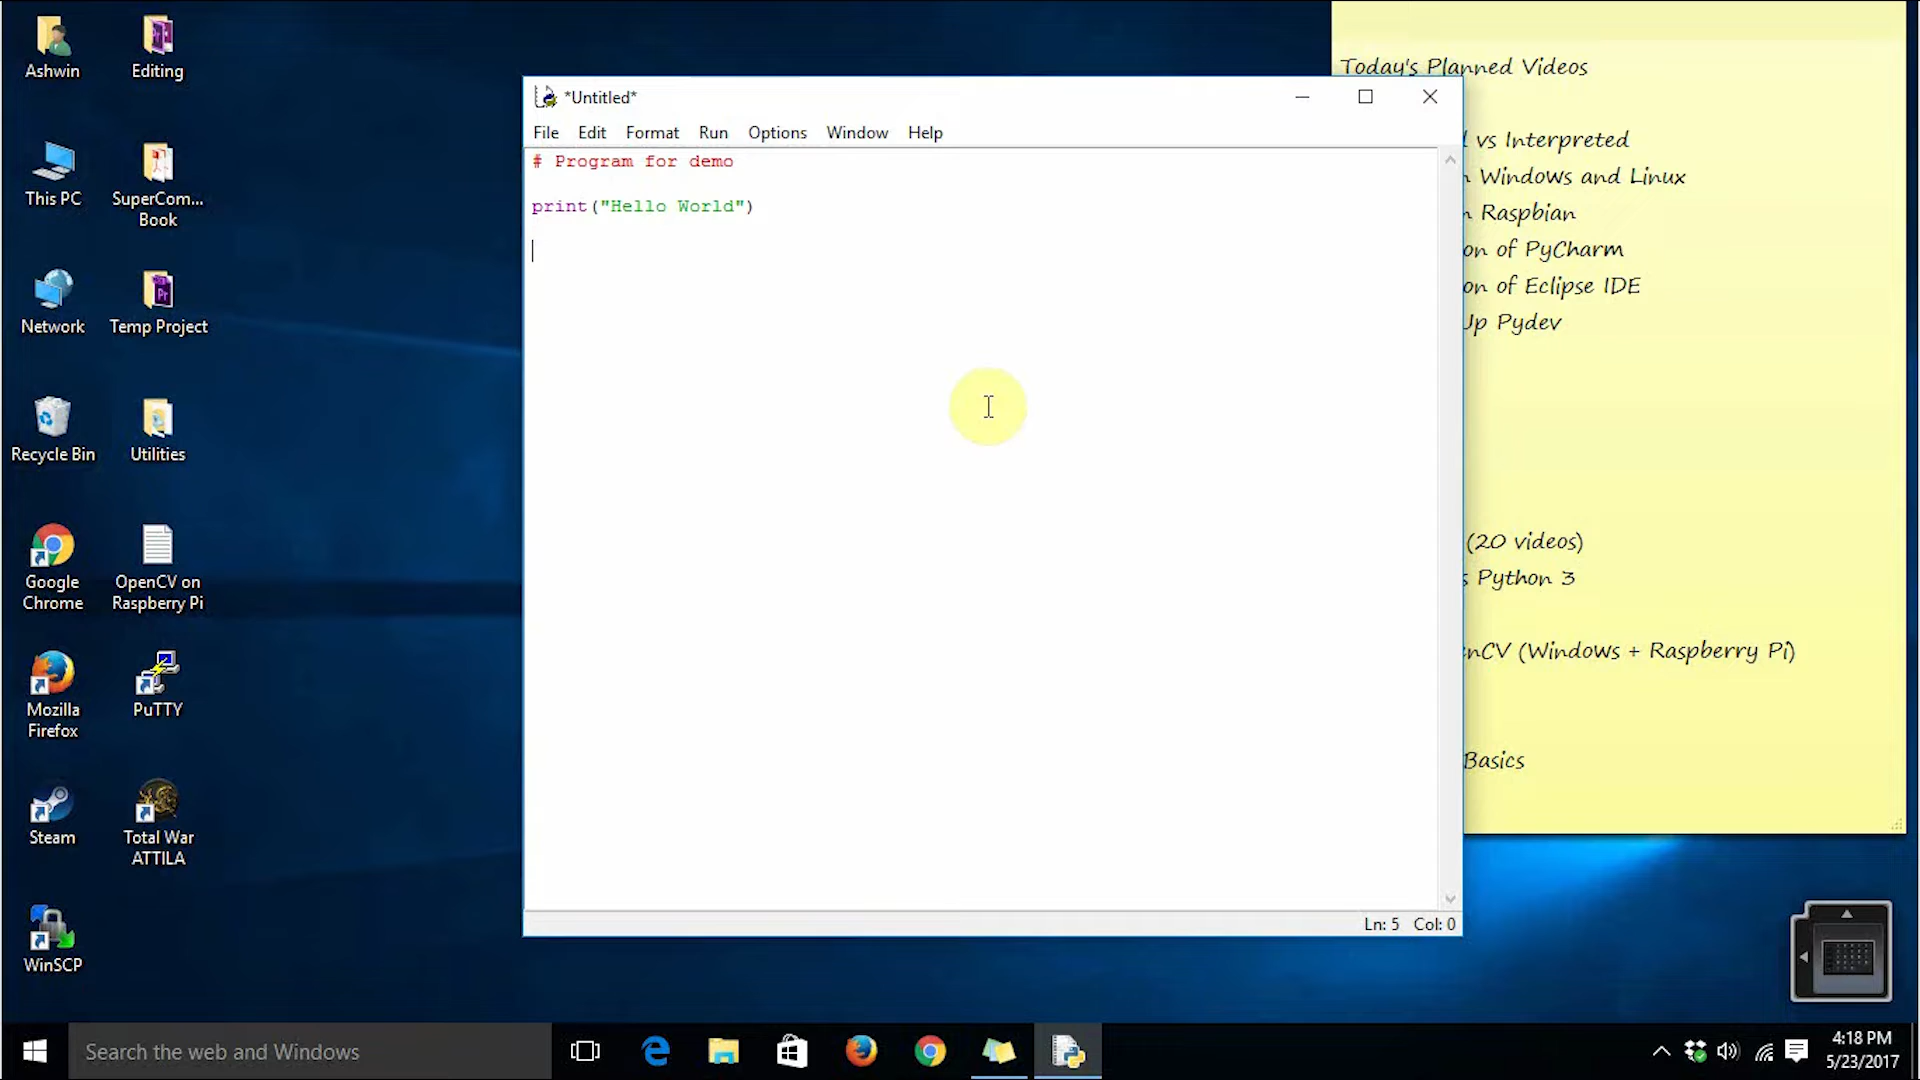 Ashwin
Editing
This PC
SuperCom...
Book
Network
Temp Project
Recycle Bin
Utilities
Google
Chrome
OpenCV on
Raspberry Pi
Mozilla
Firefox
PuTTY
Steam
Total War
ATTILA
WinSCP
*Untitled*
File Edit Format Run Options Window Help
# Program for demo
print("Hello World")
Ln: 5 Col: 0
Today's Planned Videos
vs Interpreted
Windows and Linux
Raspbian
on of PyCharm
on of Eclipse IDE
Up Pydev
(20 videos)
s Python 3
nCV (Windows + Raspberry Pi)
Basics
Search the web and Windows
4:18 PM
5/23/2017